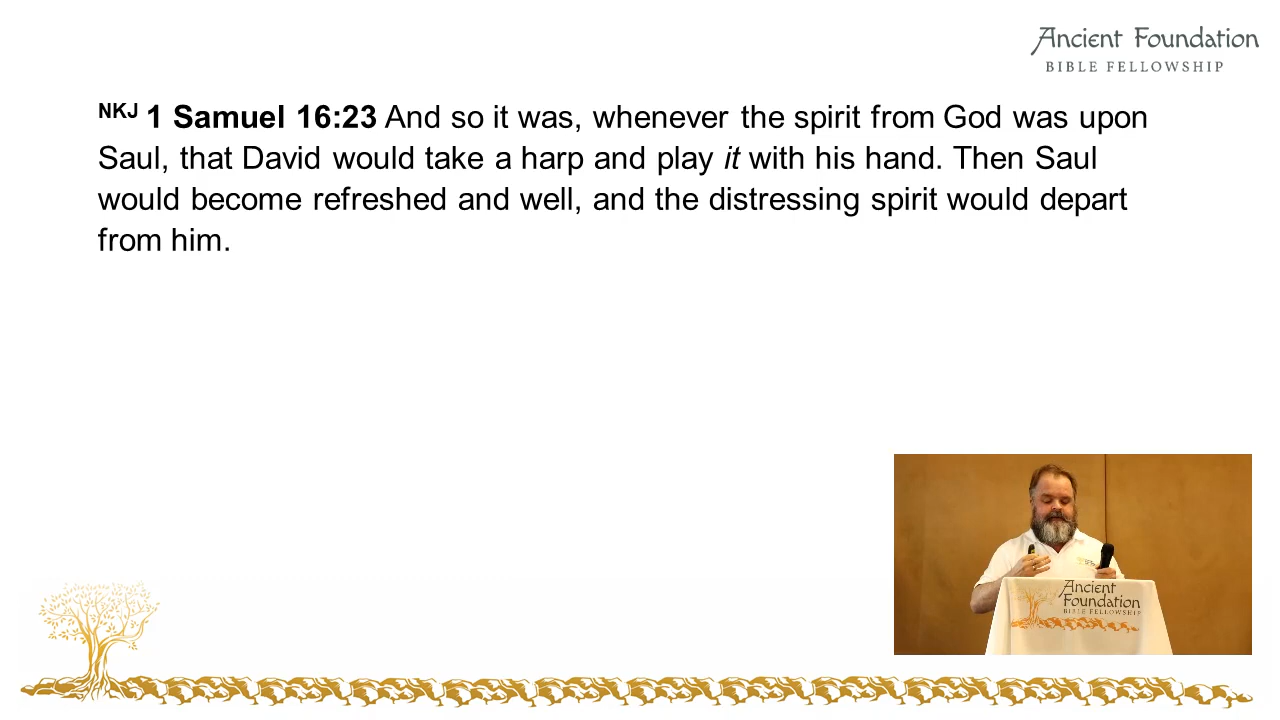 Ancient Foundation
BIBLE FELLOWSHIP
NKJ 1 Samuel 16:23 And so it was, whenever the spirit from God was upon
Saul, that David would take a harp and play it with his hand. Then Saul
would become refreshed and well, and the distressing spirit would depart
from him.
Ancient
Foundation
BIBLE FELLOWSHIP